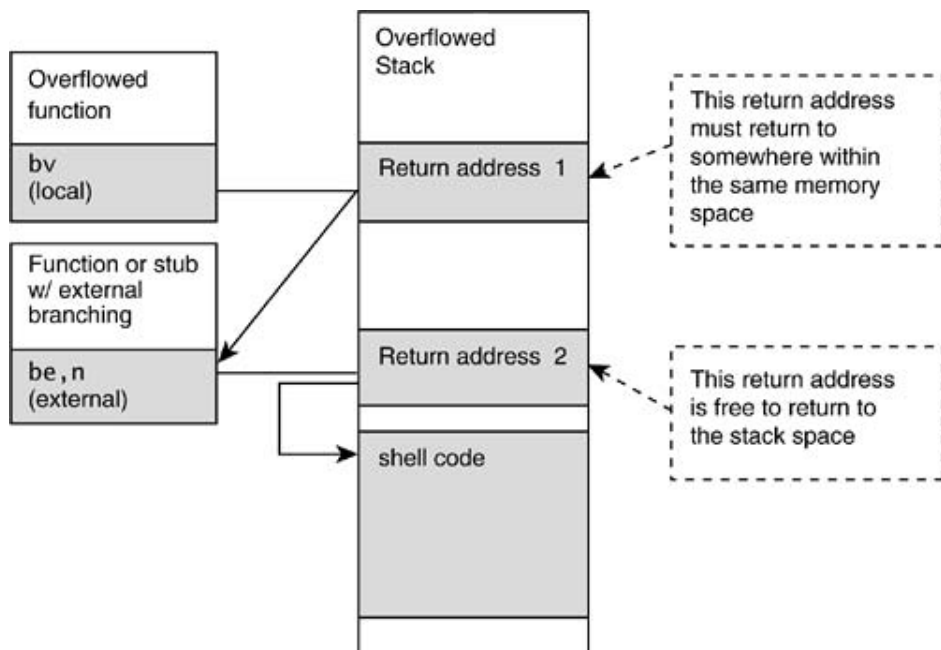 Overflowed
function
bv
(local)
Function or stub
w/ external
branching
be,n
(external)
Overflowed
Stack
Return address 1
Return address 2
shell code
This return address
must return to
somewhere within
the same memory
space
This return address
is free to return to
the stack space